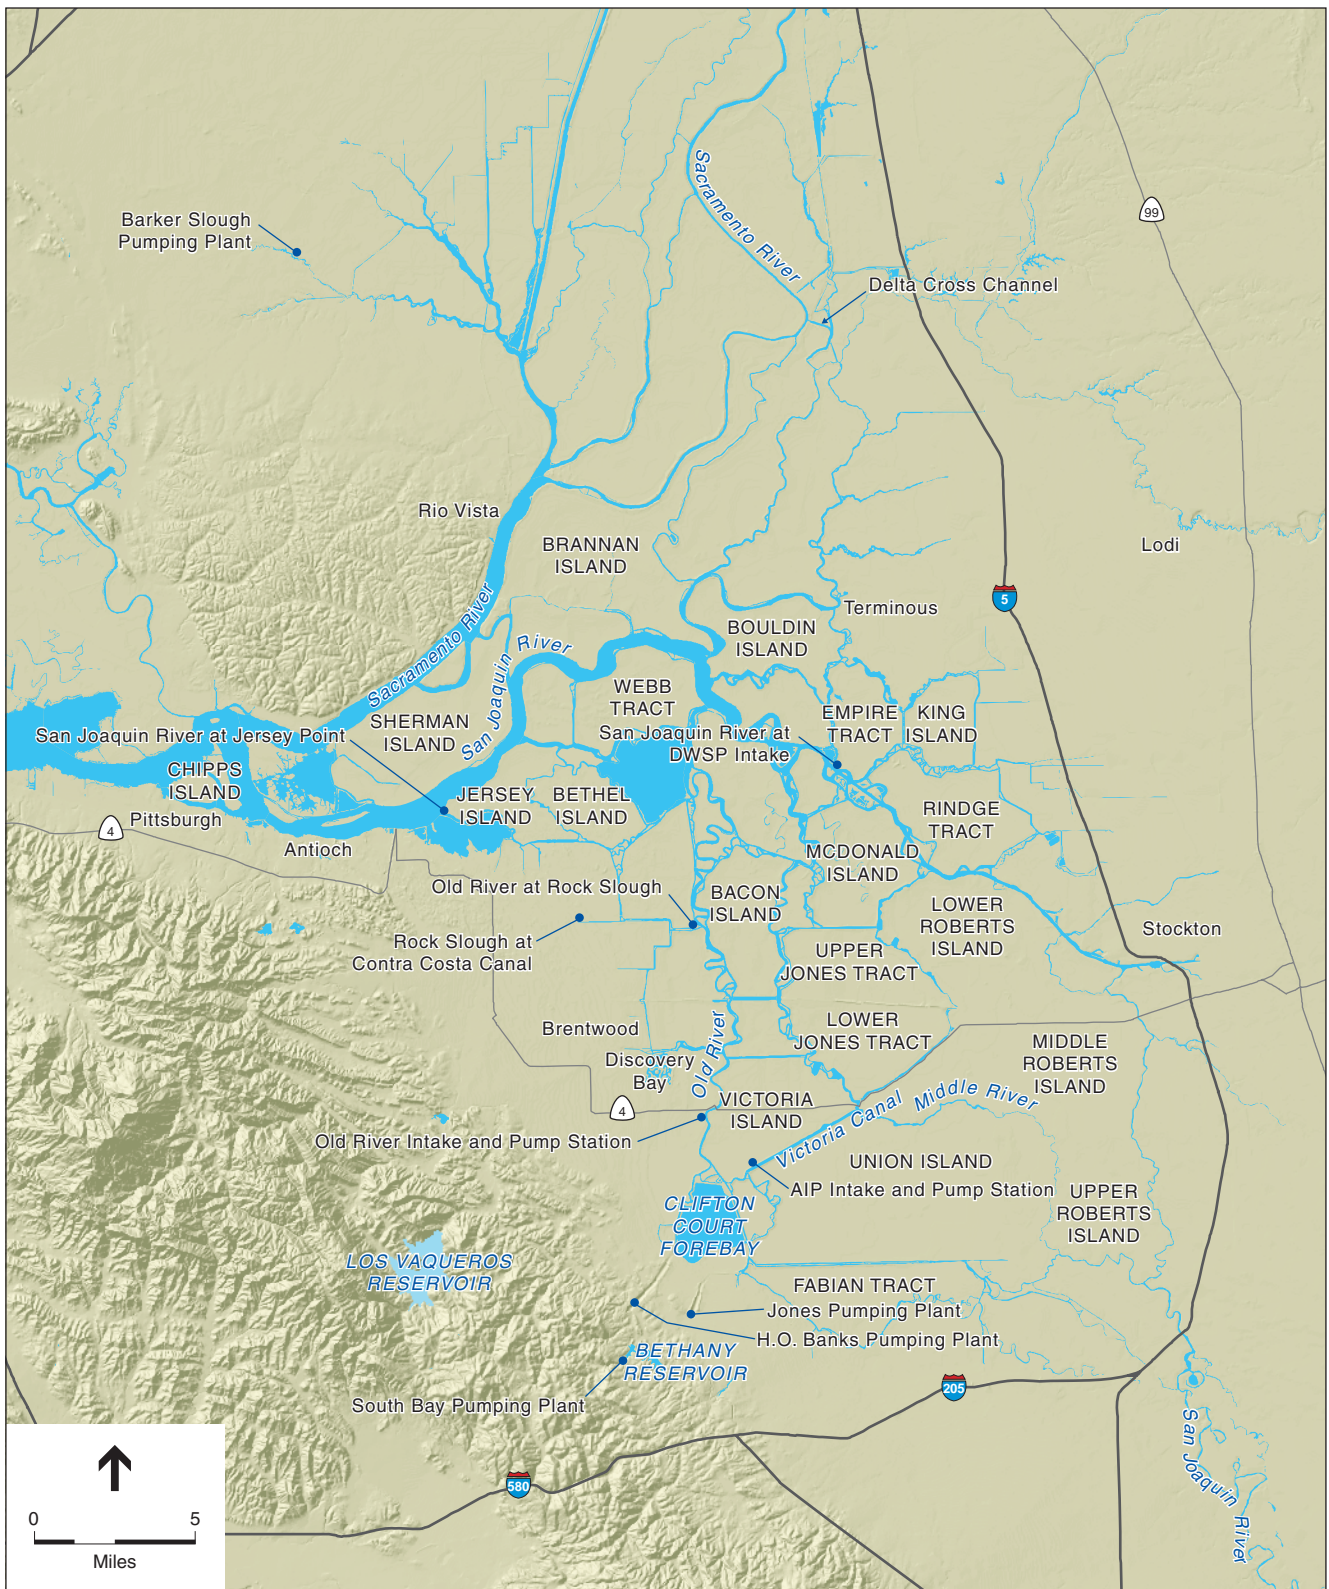 Sacramento River
99
Barker Slough
Pumping Plant
Delta Cross Channel
Rio Vista
Lodi
BRANNAN
ISLAND
5
Terminous
BOULDIN
ISLAND
Sacramento River
San Joaquin River
WEBB
TRACT
SHERMAN
ISLAND
EMPIRE
TRACT
KING
ISLAND
San Joaquin River at Jersey Point
San Joaquin River at
DWSP Intake
CHIPPS
ISLAND
JERSEY
ISLAND
BETHEL
ISLAND
RINDGE
TRACT
4
Pittsburgh
Antioch
MCDONALD
ISLAND
Old River at Rock Slough
BACON
ISLAND
LOWER
ROBERTS
ISLAND
Stockton
Rock Slough at
Contra Costa Canal
UPPER
JONES TRACT
Brentwood
LOWER
JONES TRACT
MIDDLE
ROBERTS
ISLAND
Discovery
Bay
Old River
4
VICTORIA
ISLAND
Victoria Canal
Middle River
Old River Intake and Pump Station
UNION ISLAND
AIP Intake and Pump Station
UPPER
ROBERTS
ISLAND
CLIFTON
COURT
FOREBAY
LOS VAQUEROS
RESERVOIR
FABIAN TRACT
Jones Pumping Plant
H.O. Banks Pumping Plant
BETHANY
RESERVOIR
205
South Bay Pumping Plant
San Joaquin River
580
0
5
Miles